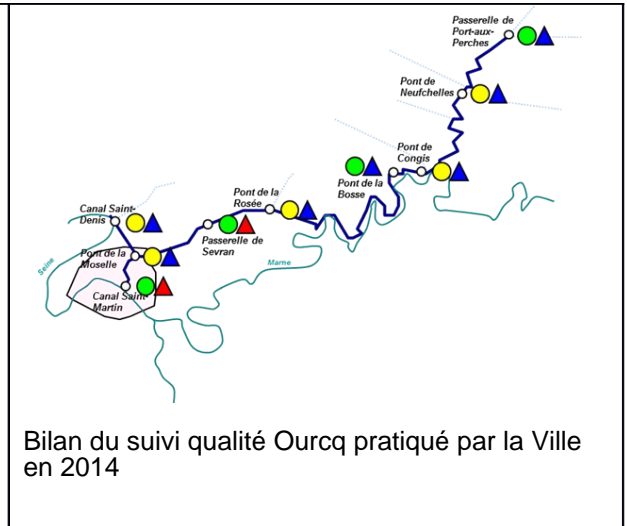 Passerelle de
Port-aux-
Perches
Pont de
Neufchelles
Pont de
Congis
Pont de la
Bosse
Pont de la
Rosée
Passerelle de
Sevran
Canal Saint-
Denis
Pont de la
Moselle
Canal Saint-
Martin
Seine
Marne
Bilan du suivi qualité Ourcq pratiqué par la Ville
en 2014